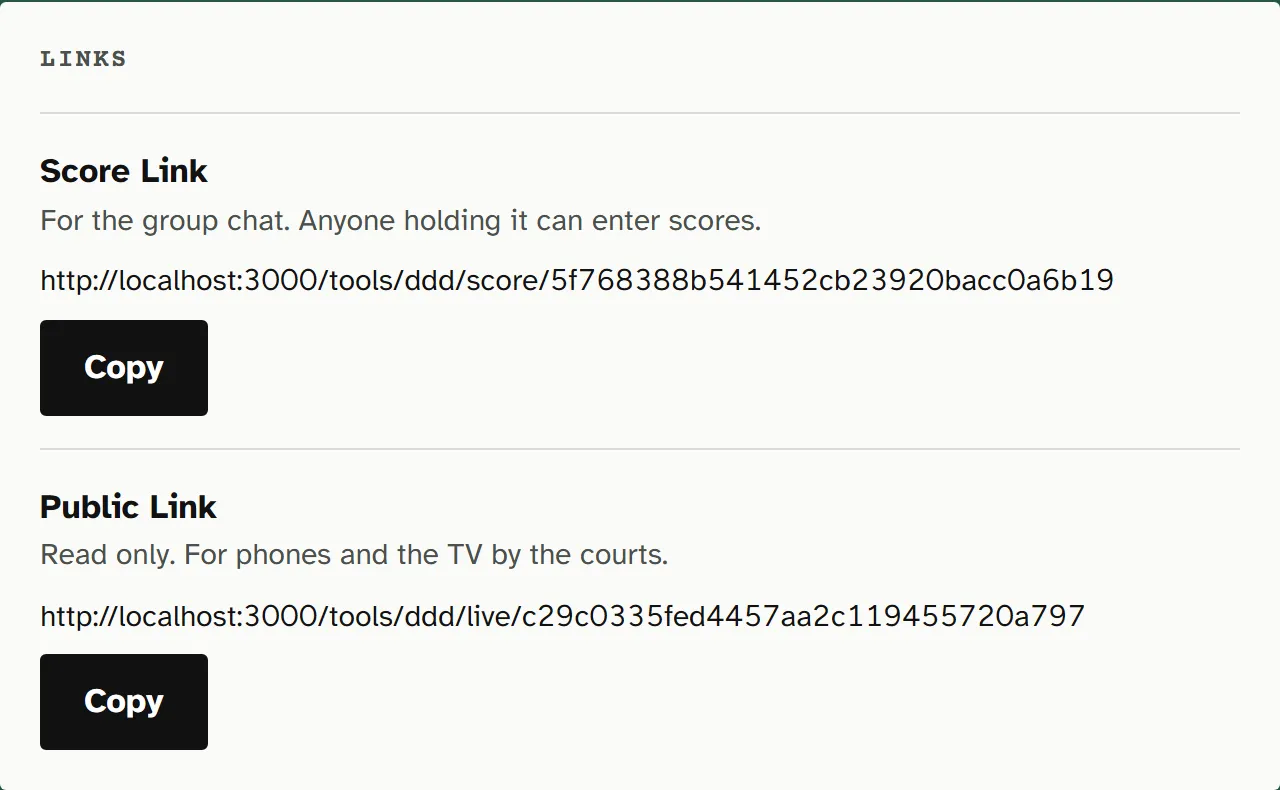 LINKS
Score Link
For the group chat. Anyone holding it can enter scores.
http://localhost:3000/tools/ddd/score/5f768388b541452cb23920bacc0a6b19
Copy
Public Link
Read only. For phones and the TV by the courts.
http://localhost:3000/tools/ddd/live/c29c0335fed4457aa2c119455720a797
Copy